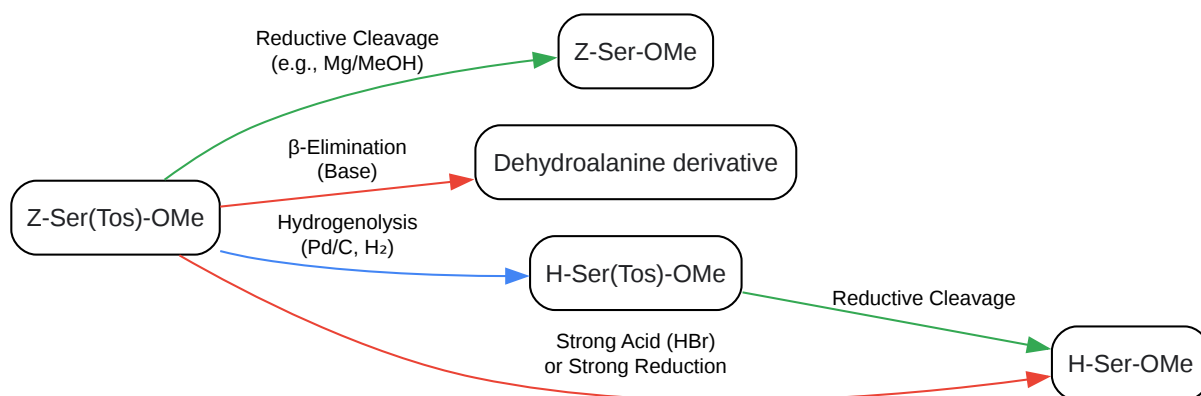 Reductive Cleavage
(e.g., Mg/MeOH)
Z-Ser-OMe
β-Elimination
(Base)
Dehydroalanine derivative
Z-Ser(Tos)-OMe
Hydrogenolysis
(Pd/C, H₂)
H-Ser(Tos)-OMe
Reductive Cleavage
Strong Acid (HBr)
or Strong Reduction
H-Ser-OMe